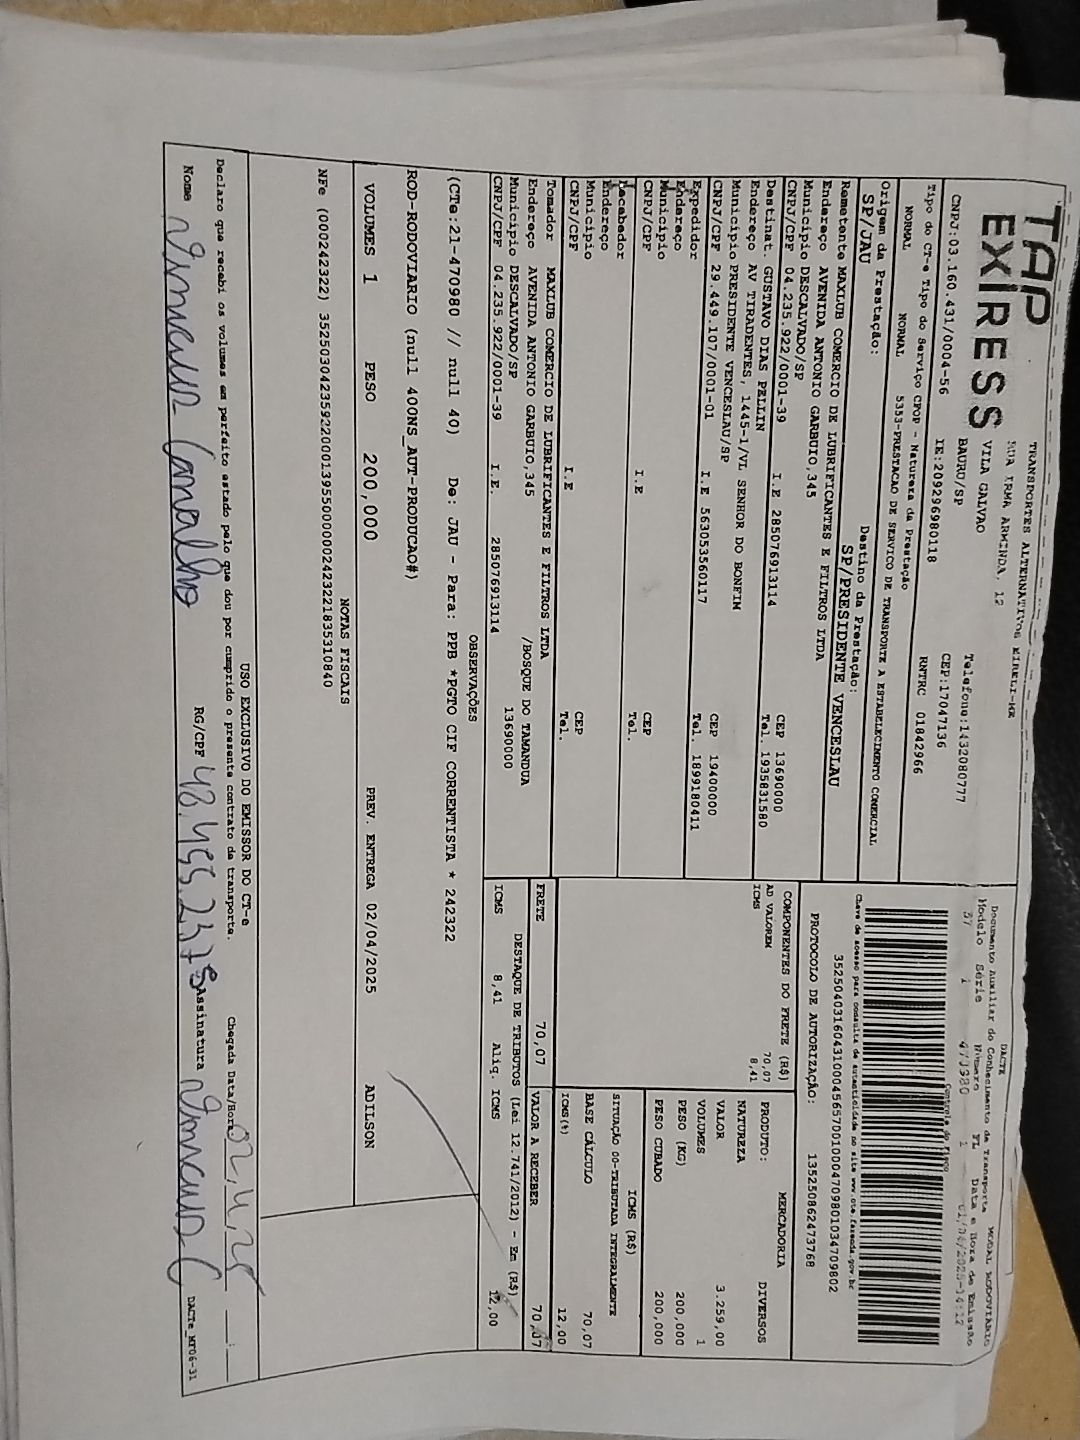 TAP
EXIRESS
TRANSPORTES ALTERNATIVOS EIRELI-ME
RUA IRMA ARMINDA, 12
VILA GALVAO
BAURU/SP
Telefone:1432080777
CEP:17047136
CNPJ:03.160.431/0004-56 IE:209296980118 RNTRC 01842966
DACTE
Documento Auxiliar do Conhecimento de Transporte MODAL RODOVIÁRIO
Modelo Série Número FL Data e Hora de Emissão
57 1 470980 1 01/04/2025-14:12
Controle do Fisco
Chave de acesso para consulta de autenticidade no site www.cte.fazenda.gov.br
35250403160431000456570010004709801034709802
PROTOCOLO DE AUTORIZAÇÃO: 135250862473768
Tipo do CT-e Tipo do Serviço CFOP - Natureza da Prestação
NORMAL NORMAL 5353-PRESTACAO DE SERVICO DE TRANSPORTE A ESTABELECIMENTO COMERCIAL
Origem da Prestação: Destino da Prestação:
SP/JAU SP/PRESIDENTE VENCESLAU
Remetente MAXLUB COMERCIO DE LUBRIFICANTES E FILTROS LTDA
Endereço AVENIDA ANTONIO GARBUIO,345
Município DESCALVADO/SP CEP 13690000
CNPJ/CPF 04.235.922/0001-39 I.E 285076913114 Tel. 1935831580
Destinat. GUSTAVO DIAS PELLIN
Endereço AV TIRADENTES, 1445-1/VL SENHOR DO BONFIM
Município PRESIDENTE VENCESLAU/SP CEP 19400000
CNPJ/CPF 29.449.107/0001-01 I.E 563053560117 Tel. 1899180411
Expedidor
Endereço
Município CEP
CNPJ/CPF I.E Tel.
Recebedor
Endereço
Município CEP
CNPJ/CPF I.E Tel.
Tomador MAXLUB COMERCIO DE LUBRIFICANTES E FILTROS LTDA
Endereço AVENIDA ANTONIO GARBUIO,345 /BOSQUE DO TAMANDUA
Município DESCALVADO/SP 13690000
CNPJ/CPF 04.235.922/0001-39 I.E. 285076913114
COMPONENTES DO FRETE (R$)
AD VALOREM 70,07
ICMS 8,41
MERCADORIA
PRODUTO: DIVERSOS
NATUREZA
VALOR 3.259,00
VOLUMES 1
PESO (KG) 200,000
PESO CUBADO 200,000
ICMS (R$)
SITUAÇÃO 00-TRIBUTADA INTEGRALMENTE
BASE CÁLCULO 70,07
ICMS(%) 12,00
FRETE 70,07 VALOR A RECEBER 70,07
DESTAQUE DE TRIBUTOS (Lei 12.741/2012) - Em (R$)
ICMS 8,41 Aliq. ICMS 12,00
OBSERVAÇÕES
(CTe:21-470980 // null 40) De: JAU - Para: PPB *PGTO CIF CORRENTISTA * 242322
ROD-RODOVIARIO (null 400NS_AUT-PRODUCAO#)
VOLUMES 1 PESO 200,000 PREV. ENTREGA 02/04/2025 ADILSON
NOTAS FISCAIS
NFe (000242322) 35250304235922000139550000002423221835310840
USO EXCLUSIVO DO EMISSOR DO CT-e
Declaro que recebi os volumes em perfeito estado pelo que dou por cumprido o presente contrato de transporte. Chegada Data/Hora
Nome RG/CPF Assinatura
DACTe_MT06-31